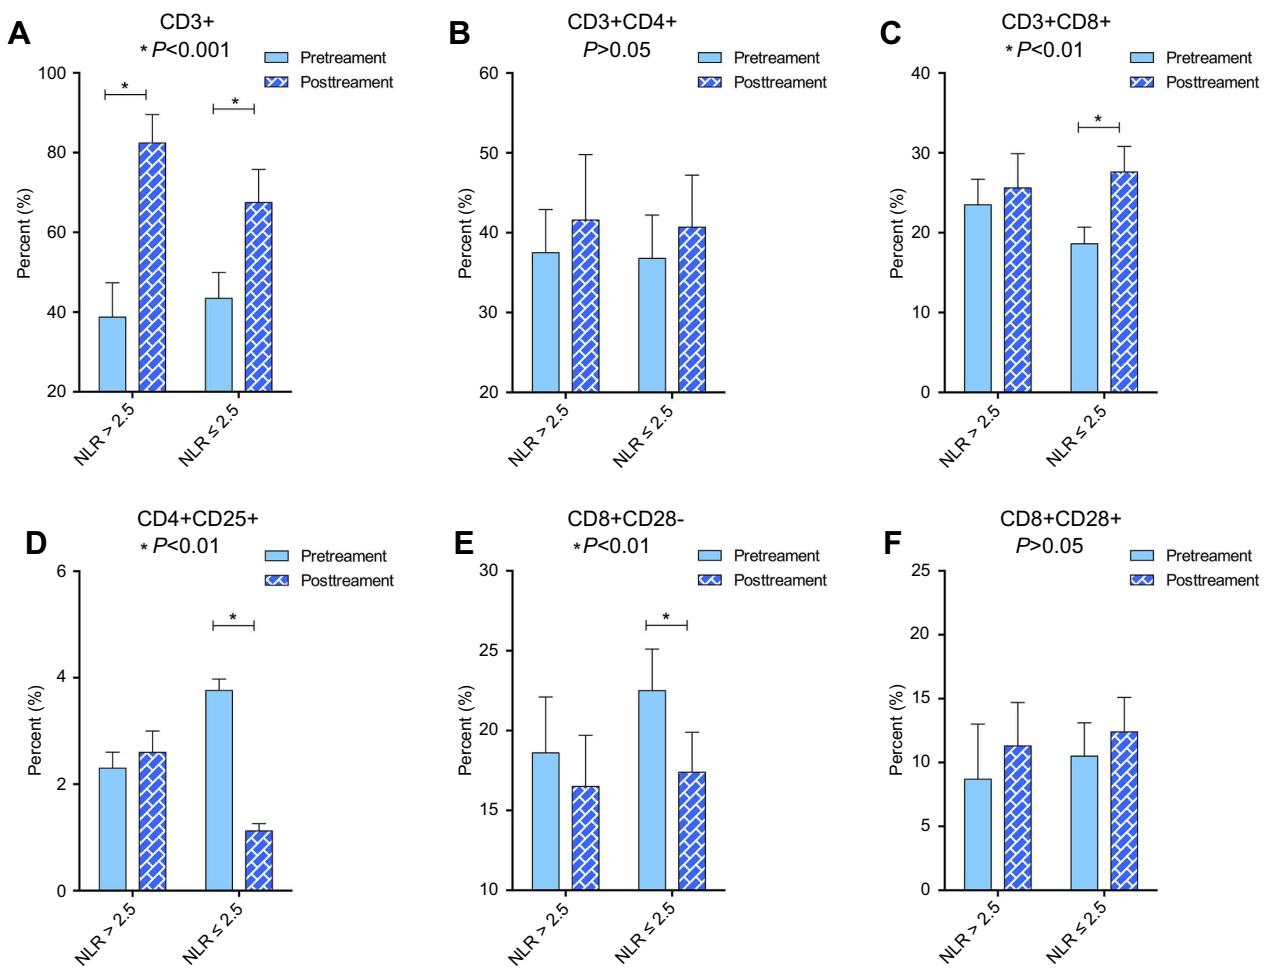 A
CD3+
* P<0.001
Pretreament
Posttreament
100
80
60
40
20
Percent (%)
*
*
NLR > 2.5
NLR ≤ 2.5
B
CD3+CD4+
P>0.05
Pretreament
Posttreament
60
50
40
30
20
Percent (%)
NLR > 2.5
NLR ≤ 2.5
C
CD3+CD8+
* P<0.01
Pretreament
Posttreament
40
30
20
10
0
Percent (%)
*
NLR > 2.5
NLR ≤ 2.5
D
CD4+CD25+
* P<0.01
Pretreament
Posttreament
6
4
2
0
Percent (%)
*
NLR > 2.5
NLR ≤ 2.5
E
CD8+CD28-
* P<0.01
Pretreament
Posttreament
30
25
20
15
10
Percent (%)
*
NLR > 2.5
NLR ≤ 2.5
F
CD8+CD28+
P>0.05
Pretreament
Posttreament
25
20
15
10
5
0
Percent (%)
NLR > 2.5
NLR ≤ 2.5